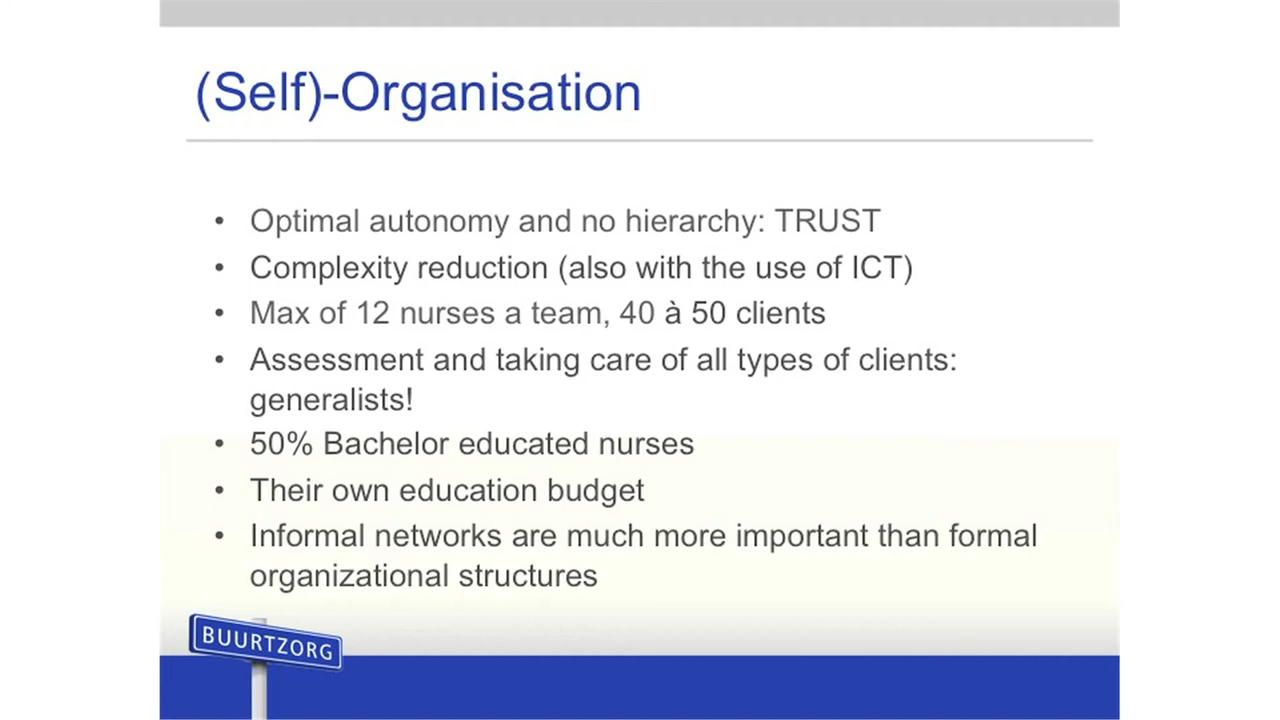 (Self)-Organisation
• Optimal autonomy and no hierarchy: TRUST
• Complexity reduction (also with the use of ICT)
• Max of 12 nurses a team, 40 à 50 clients
• Assessment and taking care of all types of clients:
generalists!
• 50% Bachelor educated nurses
• Their own education budget
• Informal networks are much more important than formal
organizational structures
BUURTZORG